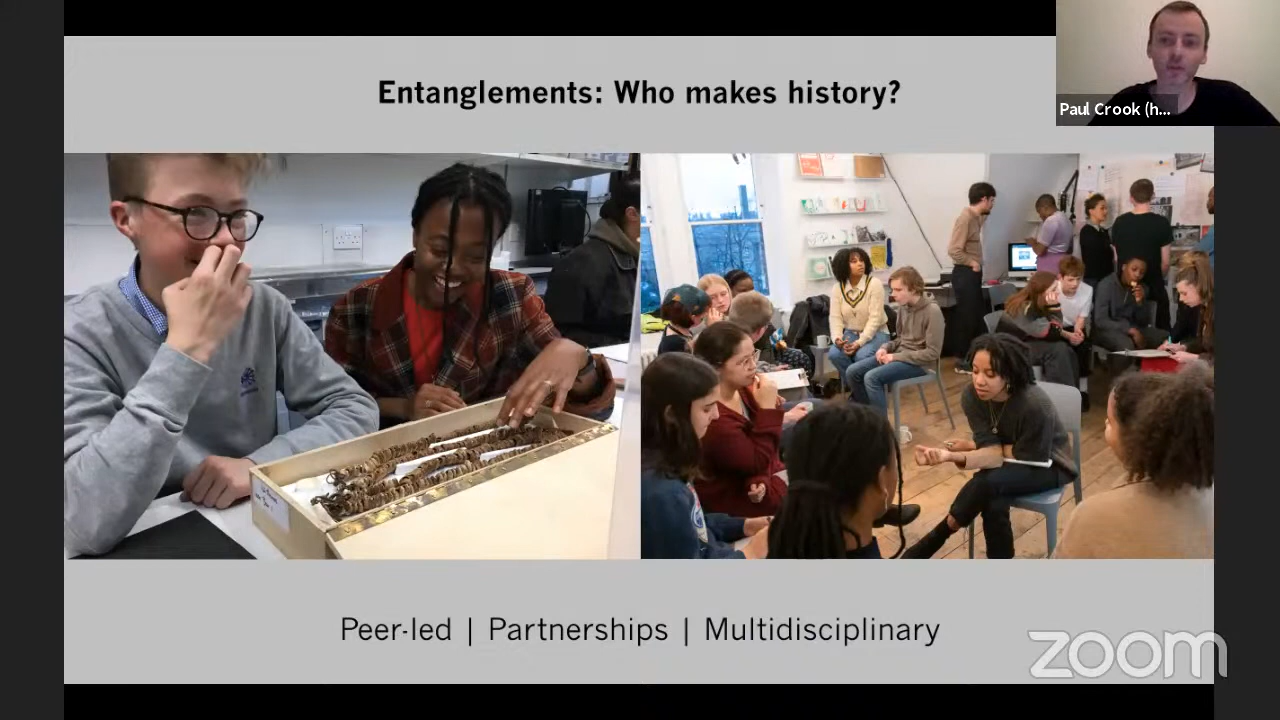 Entanglements: Who makes history?
Paul Crook (h...
Peer-led | Partnerships | Multidisciplinary
zoom